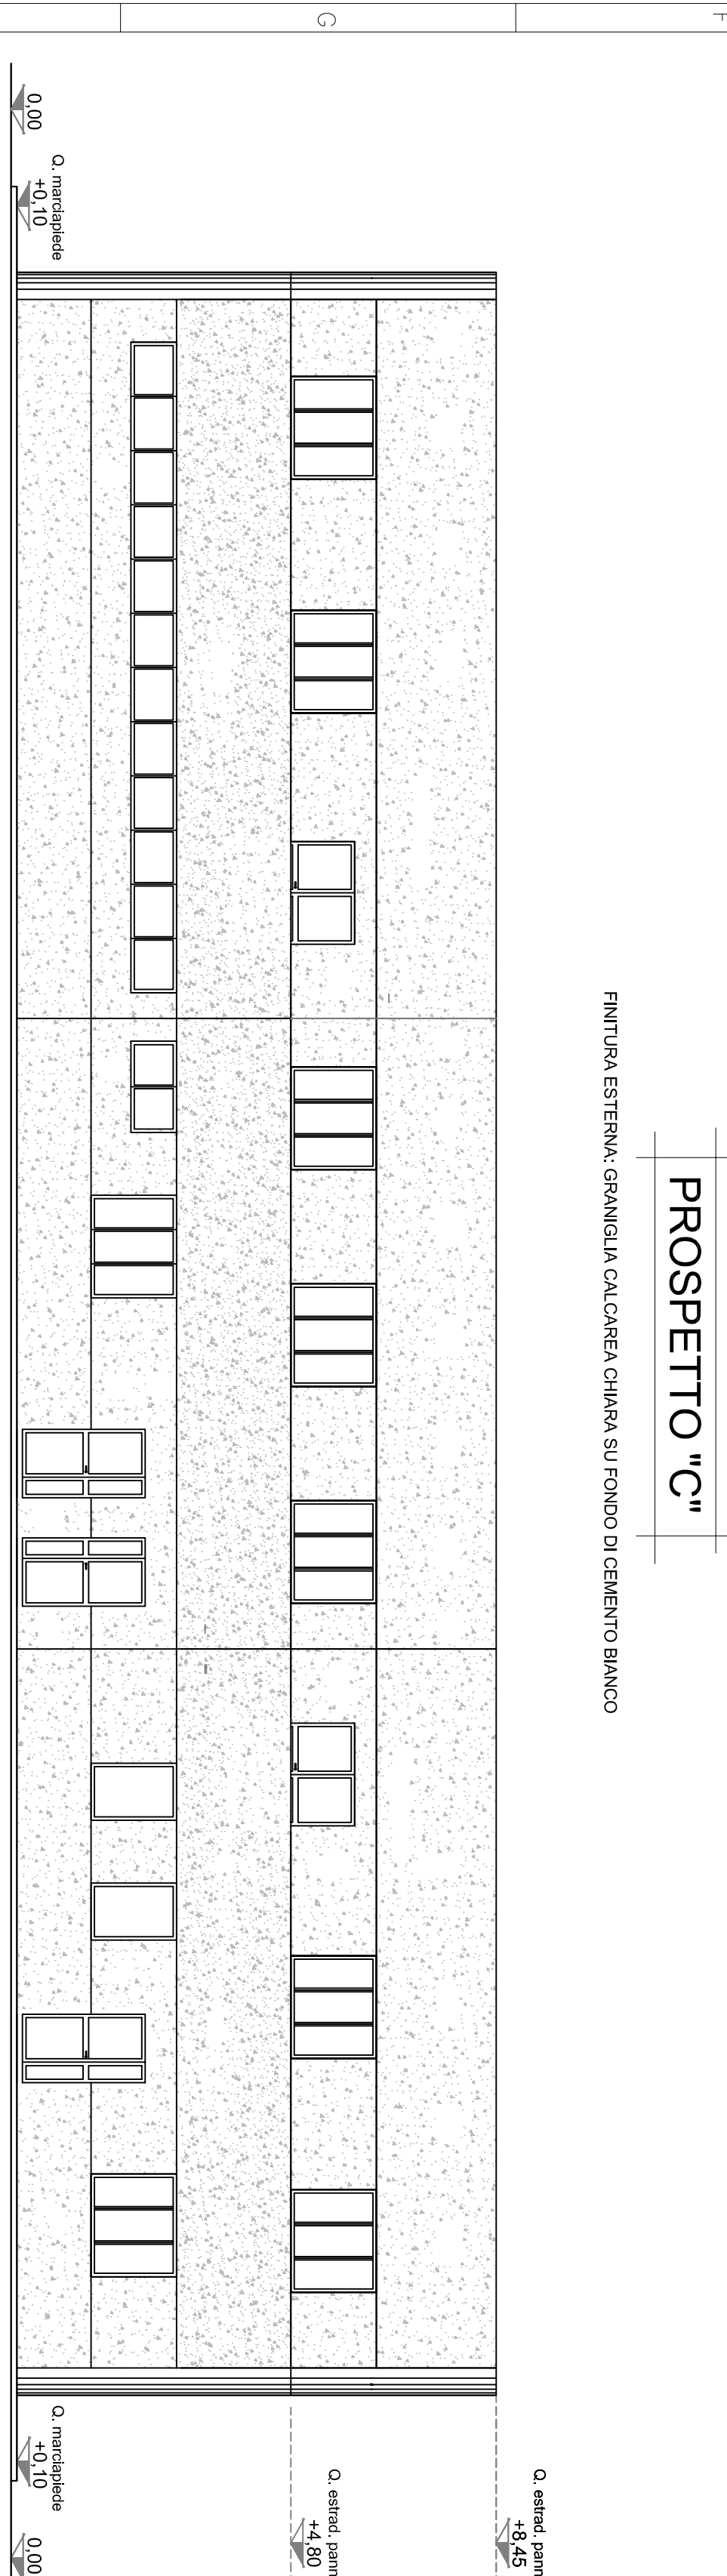 F
G
PROSPETTO "C"
FINITURA ESTERNA: GRANIGLIA CALCAREA CHIARA SU FONDO DI CEMENTO BIANCO
Q. estrad. pann
+8,45
Q. estrad. pann.
+4,80
Q. marciapiede
+0,10
0,00
Q. marciapiede
+0,10
0,00